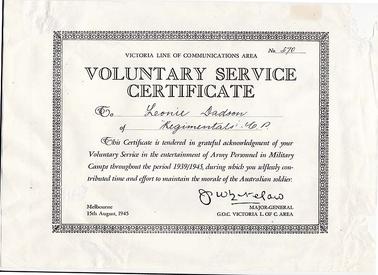 No. 570
VICTORIA LINE OF COMMUNICATIONS AREA
VOLUNTARY SERVICE
CERTIFICATE
To Leonie Dadson
of Regimentals' C.P.
This Certificate is tendered in grateful acknowledgment of your
Voluntary Service in the entertainment of Army Personnel in Military
Camps throughout the period 1939/1945, during which you selflessly con-
tributed time and effort to maintain the morale of the Australian soldier.
Melbourne
15th August, 1945
MAJOR-GENERAL
G.O.C. VICTORIA L. OF C. AREA